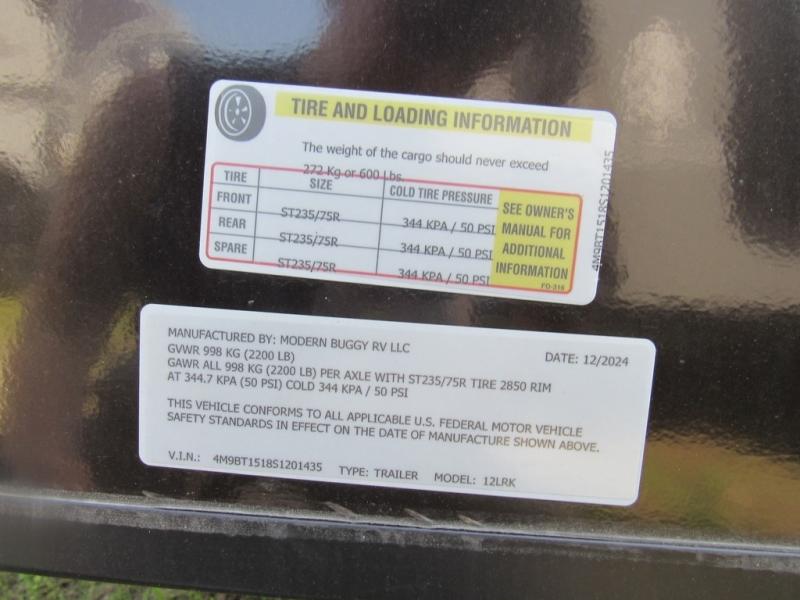 TIRE AND LOADING INFORMATION
The weight of the cargo should never exceed
272 Kg or 600 Lbs.
TIRE SIZE COLD TIRE PRESSURE
FRONT ST235/75R 344 KPA / 50 PSI
REAR ST235/75R 344 KPA / 50 PSI
SPARE ST235/75R 344 KPA / 50 PSI
SEE OWNER'S
MANUAL FOR
ADDITIONAL
INFORMATION
FO-316
4M9BT1518S1201435
MANUFACTURED BY: MODERN BUGGY RV LLC DATE: 12/2024
GVWR 998 KG (2200 LB)
GAWR ALL 998 KG (2200 LB) PER AXLE WITH ST235/75R TIRE 2850 RIM
AT 344.7 KPA (50 PSI) COLD 344 KPA / 50 PSI
THIS VEHICLE CONFORMS TO ALL APPLICABLE U.S. FEDERAL MOTOR VEHICLE
SAFETY STANDARDS IN EFFECT ON THE DATE OF MANUFACTURE SHOWN ABOVE.
V.I.N.: 4M9BT1518S1201435 TYPE: TRAILER MODEL: 12LRK